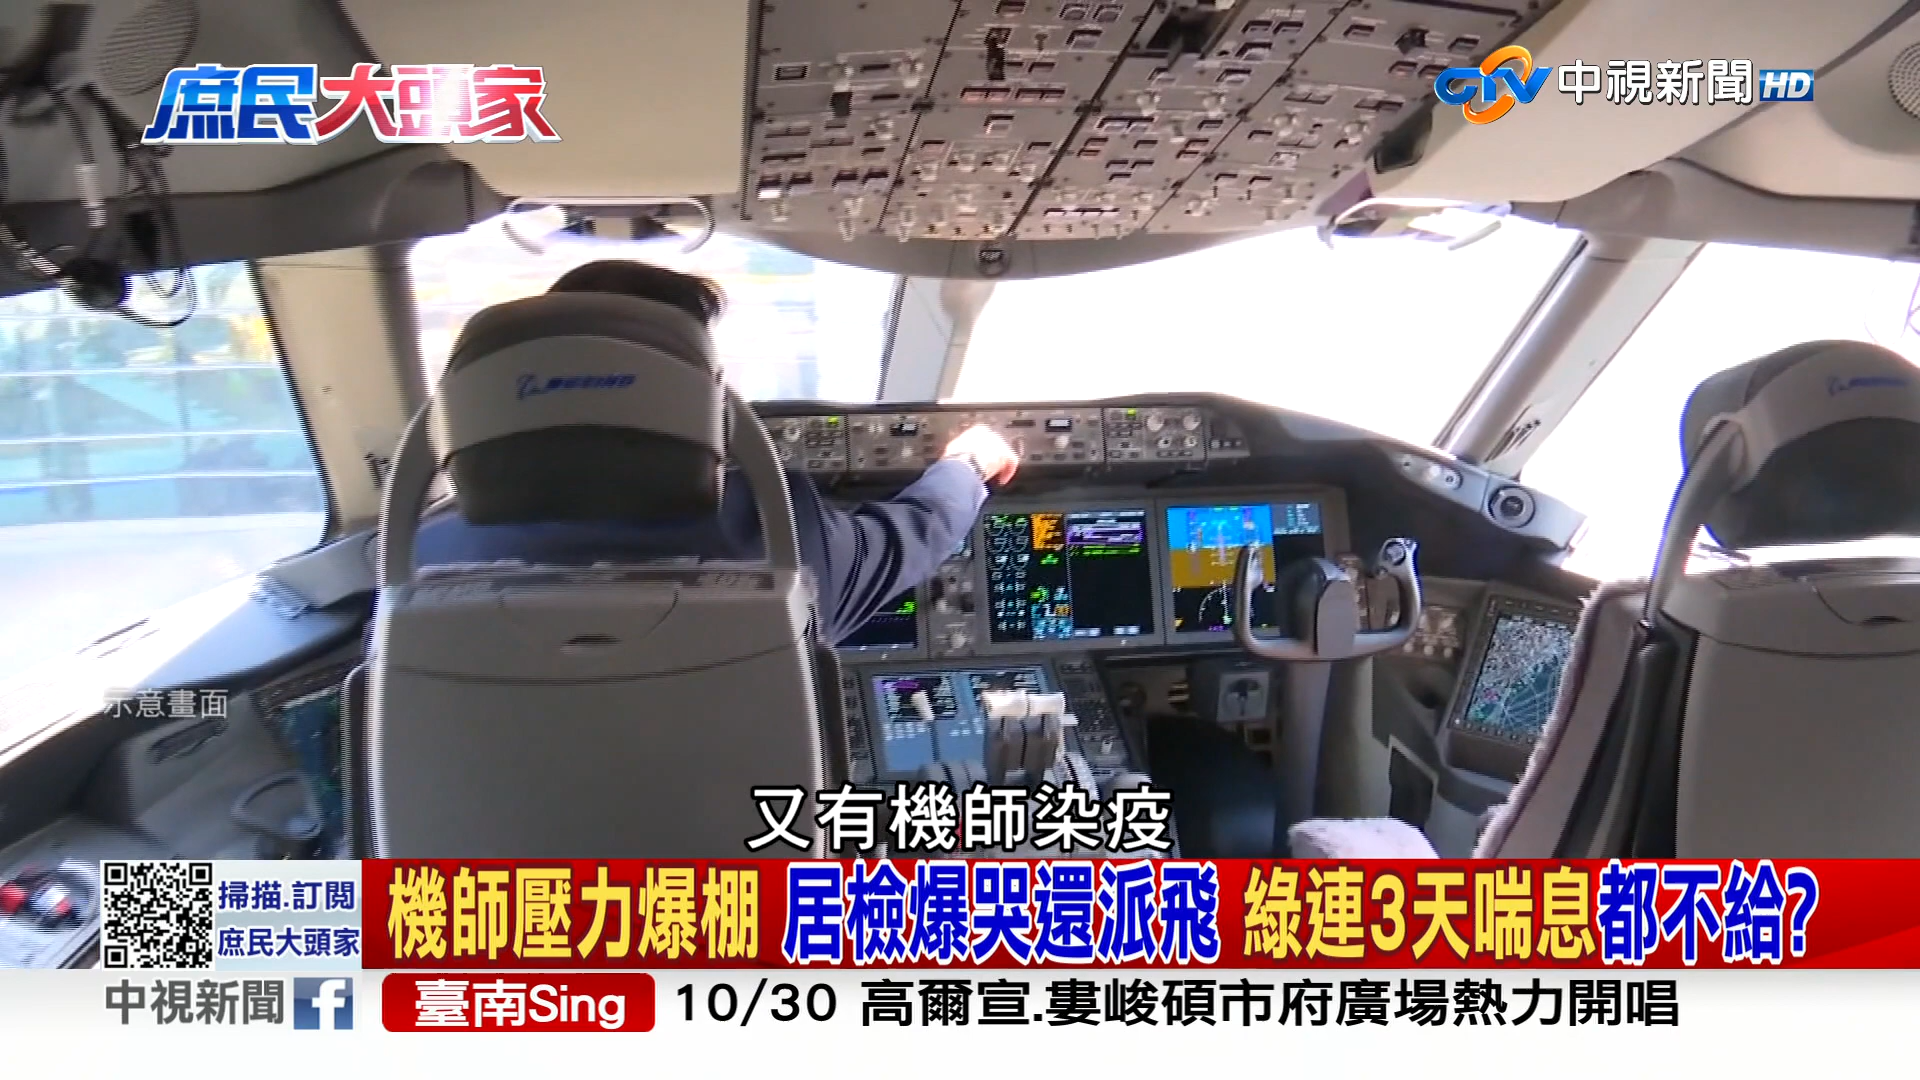 庶民大頭家
CTV 中視新聞 HD
BOEING
BOEING
示意畫面
又有機師染疫
掃描.訂閱
庶民大頭家
機師壓力爆棚 居檢爆哭還派飛 綠連3天喘息都不給?
中視新聞 f
臺南Sing 10/30 高爾宣.婁峻碩市府廣場熱力開唱